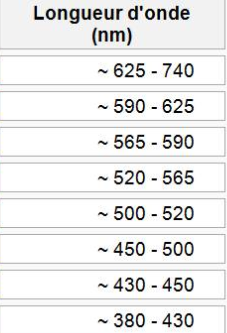 Longueur d'onde
(nm)
~ 625 - 740
~ 590 - 625
~ 565 - 590
~ 520 - 565
~ 500 - 520
~ 450 - 500
~ 430 - 450
~ 380 - 430